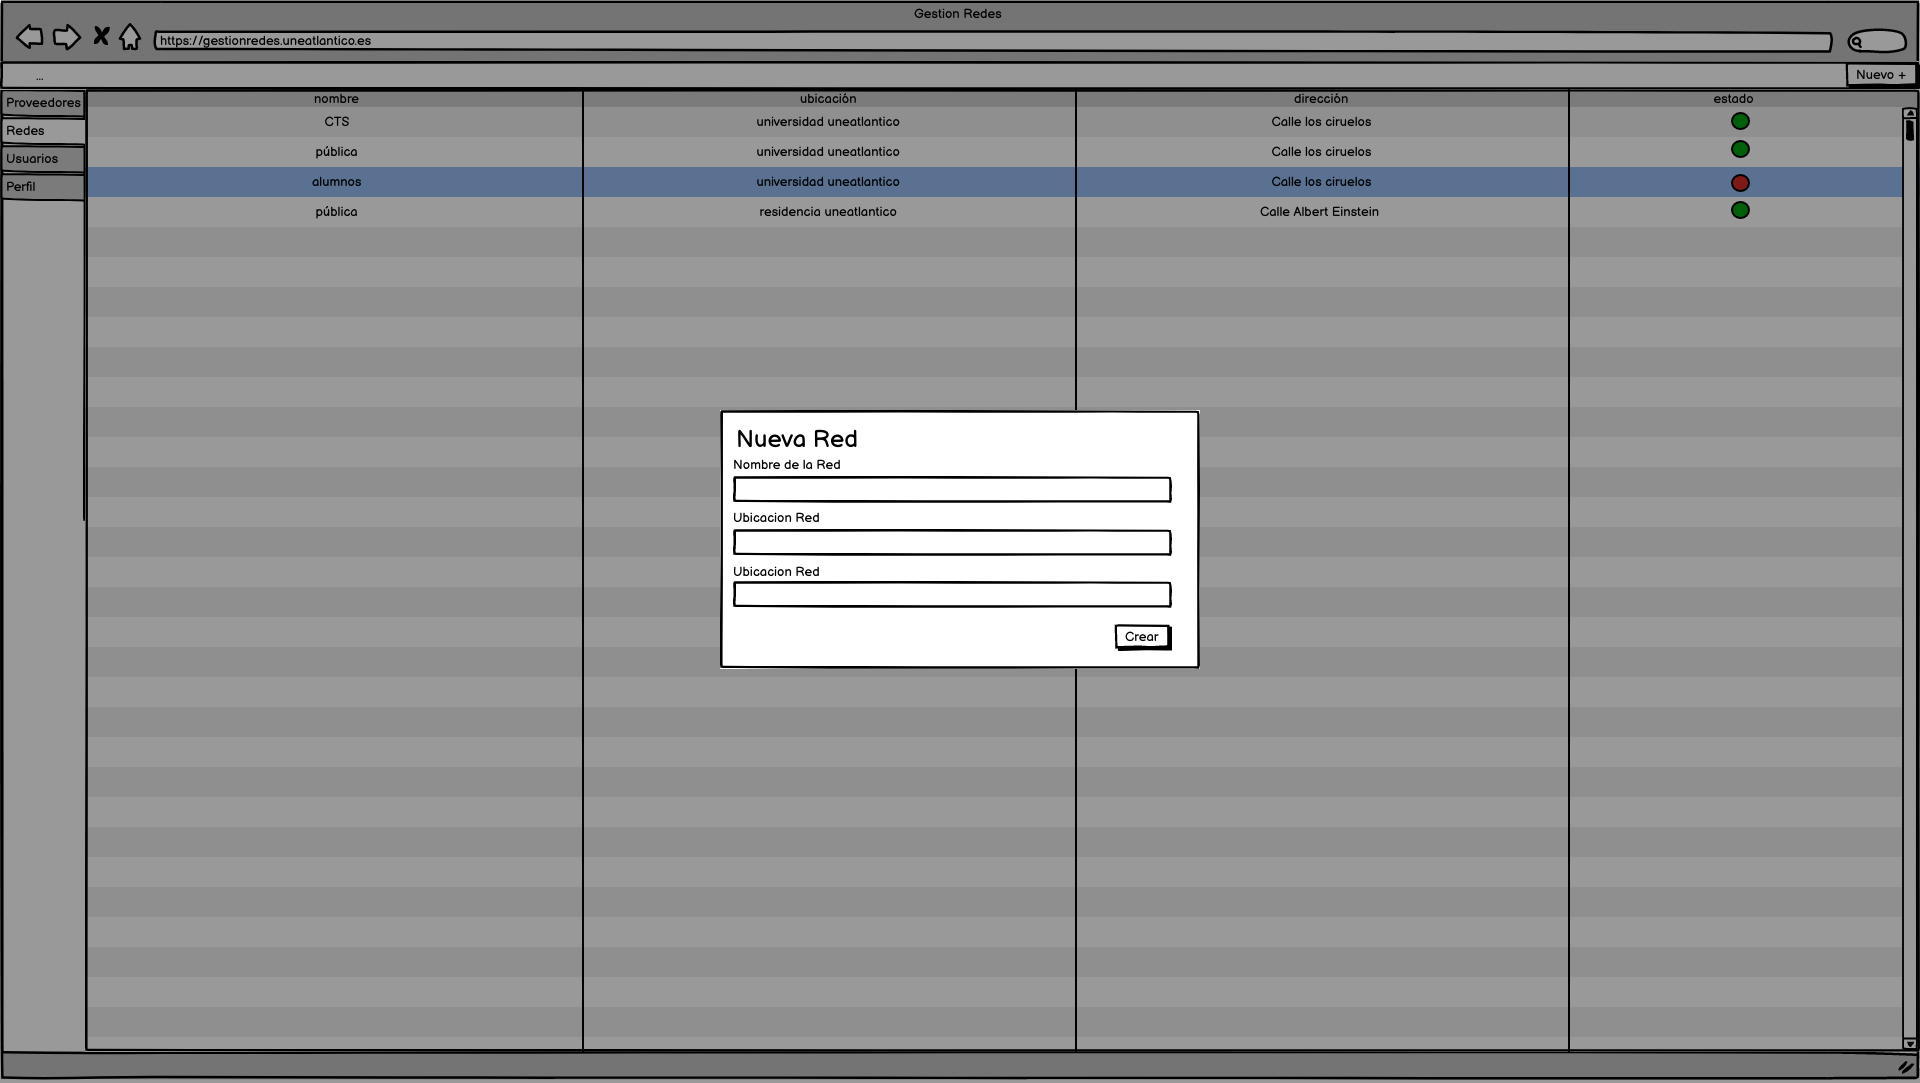 Gestion Redes
https://gestionredes.uneatlantico.es
...
Nuevo +
Proveedores
Redes
Usuarios
Perfil
nombre ubicación dirección estado
CTS universidad uneatlantico Calle los ciruelos
pública universidad uneatlantico Calle los ciruelos
alumnos universidad uneatlantico Calle los ciruelos
pública residencia uneatlantico Calle Albert Einstein
Nueva Red
Nombre de la Red
Ubicacion Red
Ubicacion Red
Crear